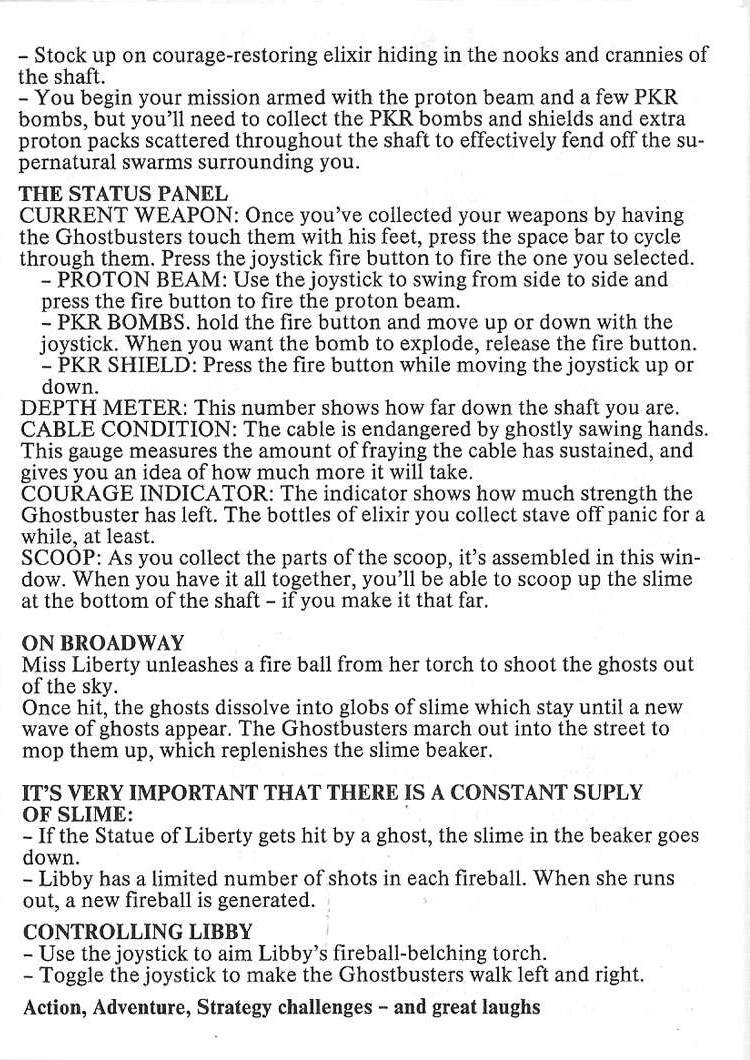 – Stock up on courage-restoring elixir hiding in the nooks and crannies of
the shaft.
– You begin your mission armed with the proton beam and a few PKR
bombs, but you'll need to collect the PKR bombs and shields and extra
proton packs scattered throughout the shaft to effectively fend off the su-
pernatural swarms surrounding you.
THE STATUS PANEL
CURRENT WEAPON: Once you've collected your weapons by having
the Ghostbusters touch them with his feet, press the space bar to cycle
through them. Press the joystick fire button to fire the one you selected.
– PROTON BEAM: Use the joystick to swing from side to side and
press the fire button to fire the proton beam.
– PKR BOMBS. hold the fire button and move up or down with the
joystick. When you want the bomb to explode, release the fire button.
– PKR SHIELD: Press the fire button while moving the joystick up or
down.
DEPTH METER: This number shows how far down the shaft you are.
CABLE CONDITION: The cable is endangered by ghostly sawing hands.
This gauge measures the amount of fraying the cable has sustained, and
gives you an idea of how much more it will take.
COURAGE INDICATOR: The indicator shows how much strength the
Ghostbuster has left. The bottles of elixir you collect stave off panic for a
while, at least.
SCOOP: As you collect the parts of the scoop, it's assembled in this win-
dow. When you have it all together, you'll be able to scoop up the slime
at the bottom of the shaft – if you make it that far.
ON BROADWAY
Miss Liberty unleashes a fire ball from her torch to shoot the ghosts out
of the sky.
Once hit, the ghosts dissolve into globs of slime which stay until a new
wave of ghosts appear. The Ghostbusters march out into the street to
mop them up, which replenishes the slime beaker.
IT'S VERY IMPORTANT THAT THERE IS A CONSTANT SUPLY
OF SLIME:
– If the Statue of Liberty gets hit by a ghost, the slime in the beaker goes
down.
– Libby has a limited number of shots in each fireball. When she runs
out, a new fireball is generated.
CONTROLLING LIBBY
– Use the joystick to aim Libby's fireball-belching torch.
– Toggle the joystick to make the Ghostbusters walk left and right.
Action, Adventure, Strategy challenges – and great laughs